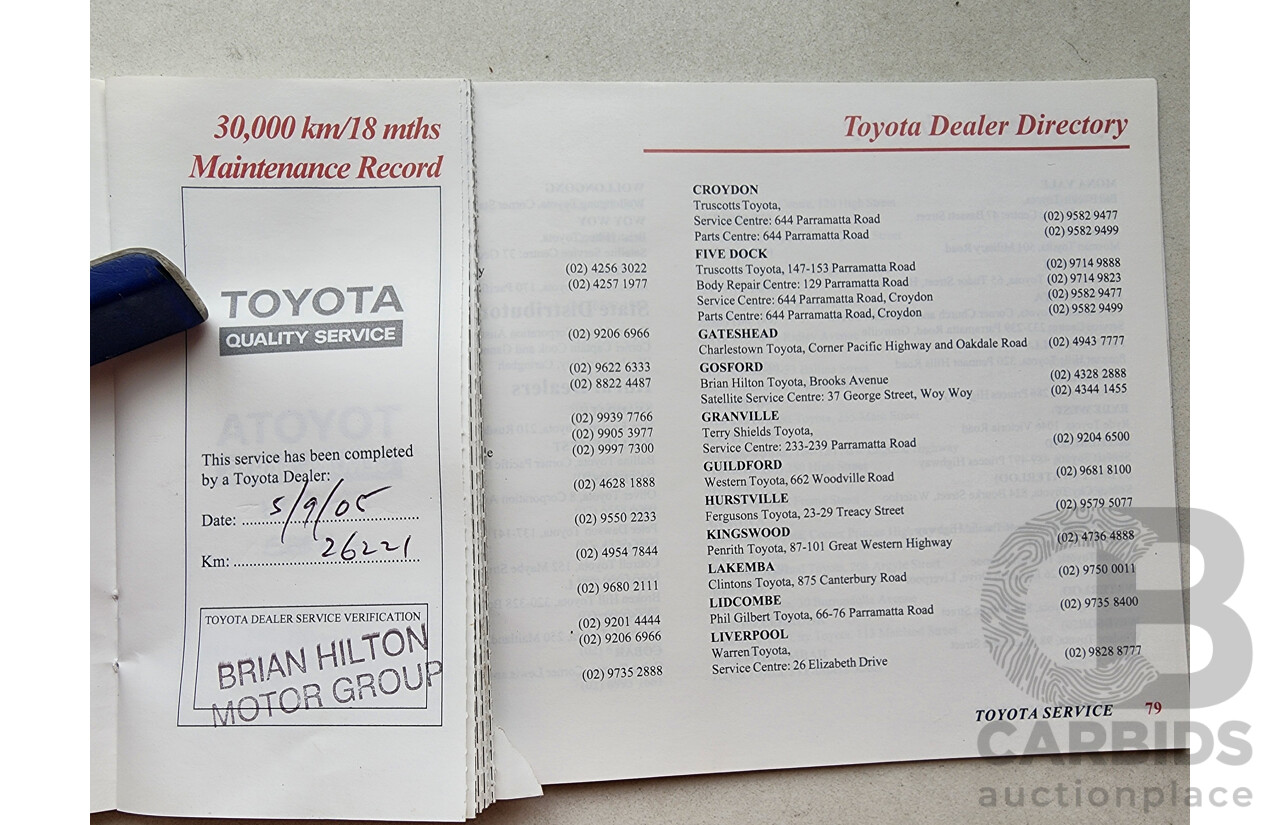 30,000 km/18 mths
Maintenance Record
TOYOTA
QUALITY SERVICE
This service has been completed
by a Toyota Dealer:
Date: 5/9/05
Km: 26221
TOYOTA DEALER SERVICE VERIFICATION
BRIAN HILTON
MOTOR GROUP
(02) 4256 3022
(02) 4257 1977
(02) 9206 6966
(02) 9622 6333
(02) 8822 4487
(02) 9939 7766
(02) 9905 3977
(02) 9997 7300
(02) 4628 1888
(02) 9550 2233
(02) 4954 7844
(02) 9680 2111
(02) 9201 4444
(02) 9206 6966
(02) 9735 2888
Toyota Dealer Directory
CROYDON
Truscotts Toyota,
Service Centre: 644 Parramatta Road (02) 9582 9477
Parts Centre: 644 Parramatta Road (02) 9582 9499
FIVE DOCK
Truscotts Toyota, 147-153 Parramatta Road (02) 9714 9888
Body Repair Centre: 129 Parramatta Road (02) 9714 9823
Service Centre: 644 Parramatta Road, Croydon (02) 9582 9477
Parts Centre: 644 Parramatta Road, Croydon (02) 9582 9499
GATESHEAD
Charlestown Toyota, Corner Pacific Highway and Oakdale Road (02) 4943 7777
GOSFORD
Brian Hilton Toyota, Brooks Avenue (02) 4328 2888
Satellite Service Centre: 37 George Street, Woy Woy (02) 4344 1455
GRANVILLE
Terry Shields Toyota,
Service Centre: 233-239 Parramatta Road (02) 9204 6500
GUILDFORD
Western Toyota, 662 Woodville Road (02) 9681 8100
HURSTVILLE
Fergusons Toyota, 23-29 Treacy Street (02) 9579 5077
KINGSWOOD
Penrith Toyota, 87-101 Great Western Highway (02) 4736 4888
LAKEMBA
Clintons Toyota, 875 Canterbury Road (02) 9750 0011
LIDCOMBE
Phil Gilbert Toyota, 66-76 Parramatta Road (02) 9735 8400
LIVERPOOL
Warren Toyota,
Service Centre: 26 Elizabeth Drive (02) 9828 8777
TOYOTA SERVICE 79
CARBIDS
auctionplace